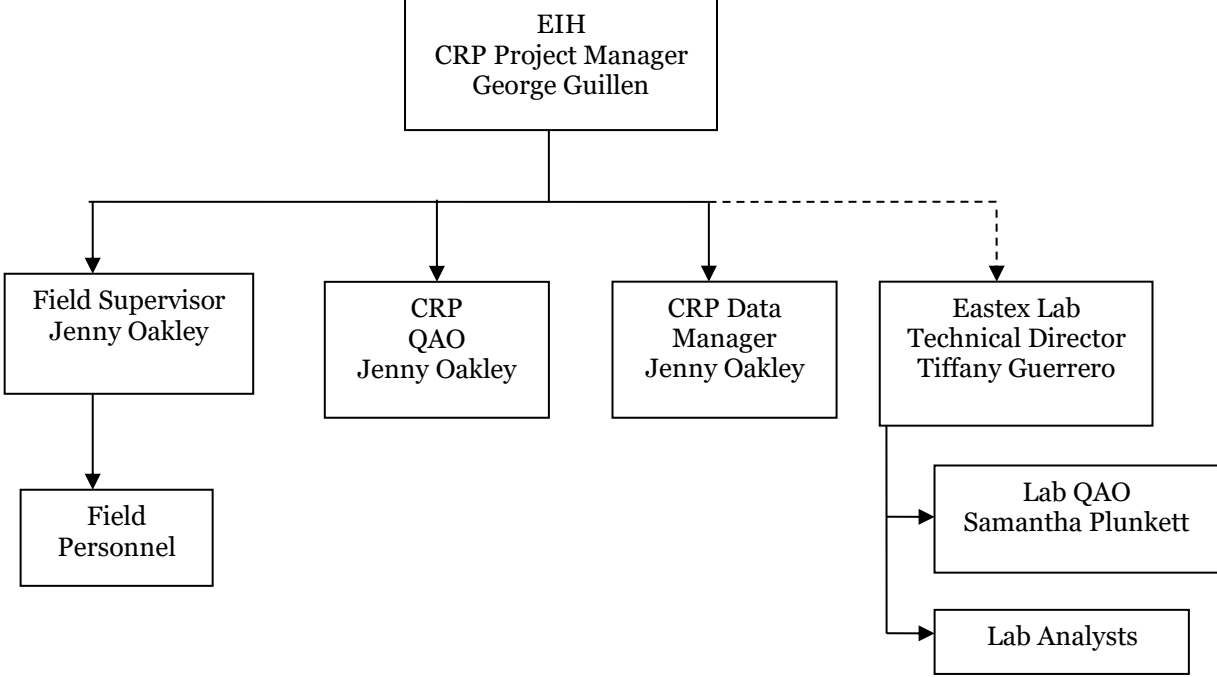 EIH
CRP Project Manager
George Guillen
Field Supervisor
Jenny Oakley
CRP
QAO
Jenny Oakley
CRP Data
Manager
Jenny Oakley
Eastex Lab
Technical Director
Tiffany Guerrero
Field
Personnel
Lab QAO
Samantha Plunkett
Lab Analysts